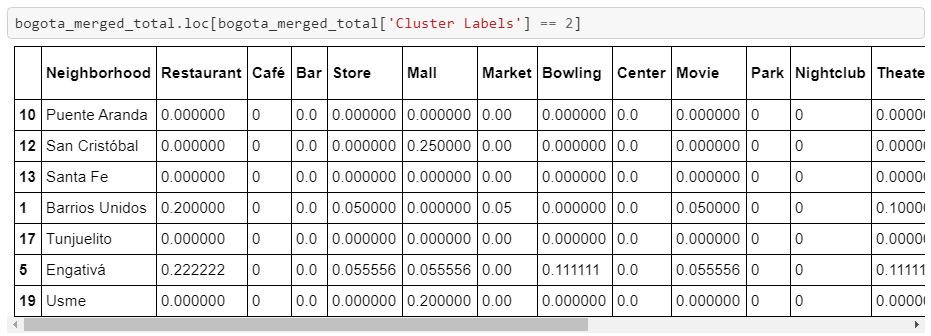 bogota_merged_total.loc[bogota_merged_total['Cluster Labels'] == 2]
Neighborhood Restaurant Café Bar Store Mall Market Bowling Center Movie Park Nightclub Theate
10 Puente Aranda 0.000000 0 0.0 0.000000 0.000000 0.00 0.000000 0.0 0.000000 0 0 0.0000
12 San Cristóbal 0.000000 0 0.0 0.000000 0.250000 0.00 0.000000 0.0 0.000000 0 0 0.0000
13 Santa Fe 0.000000 0 0.0 0.000000 0.000000 0.00 0.000000 0.0 0.000000 0 0 0.0000
1 Barrios Unidos 0.200000 0 0.0 0.050000 0.000000 0.05 0.000000 0.0 0.050000 0 0 0.1000
17 Tunjuelito 0.000000 0 0.0 0.000000 0.000000 0.00 0.000000 0.0 0.000000 0 0 0.0000
5 Engativá 0.222222 0 0.0 0.055556 0.055556 0.00 0.111111 0.0 0.055556 0 0 0.1111
19 Usme 0.000000 0 0.0 0.000000 0.200000 0.00 0.000000 0.0 0.000000 0 0 0.0000